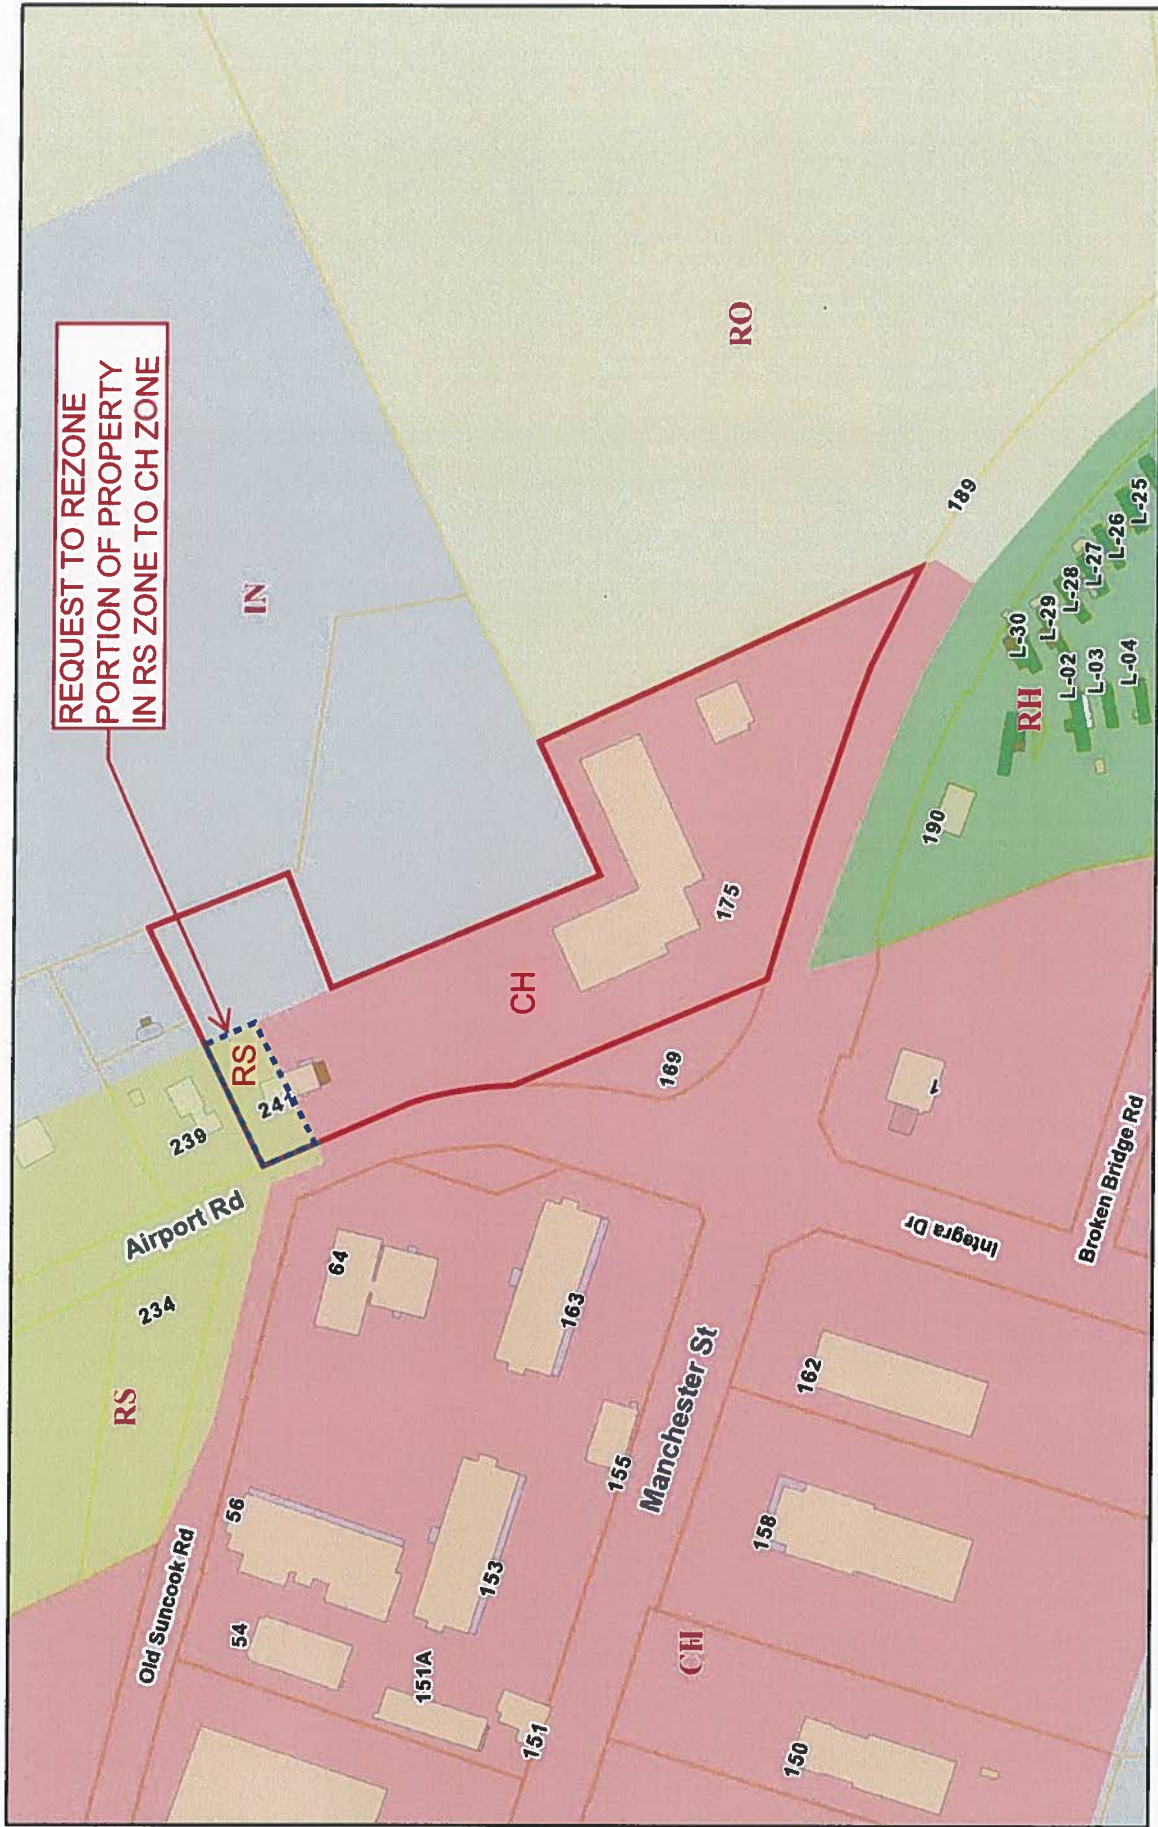 REQUEST TO REZONE
PORTION OF PROPERTY
IN RS ZONE TO CH ZONE
IN
RO
RS
241
239
Airport Rd
234
RS
Old Suncook Rd
56
54
64
163
153
151A
151
155
Manchester St
CH
175
169
189
190
RH
L-30
L-29
L-28
L-27
L-26
L-25
L-02
L-03
L-04
1
Integra Dr
Broken Bridge Rd
162
158
150
CH